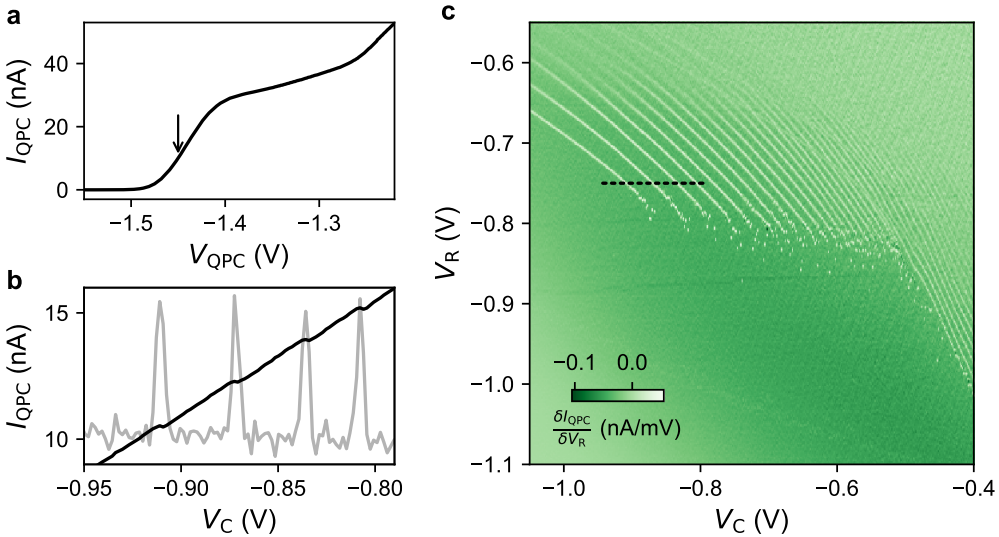 a
I_QPC (nA)
40
20
0
−1.5
−1.4
−1.3
V_QPC (V)
b
I_QPC (nA)
15
10
−0.95
−0.90
−0.85
−0.80
V_C (V)
c
V_R (V)
−0.6
−0.7
−0.8
−0.9
−1.0
−1.1
−0.1 0.0
δI_QPC/δV_R (nA/mV)
−1.0
−0.8
−0.6
−0.4
V_C (V)